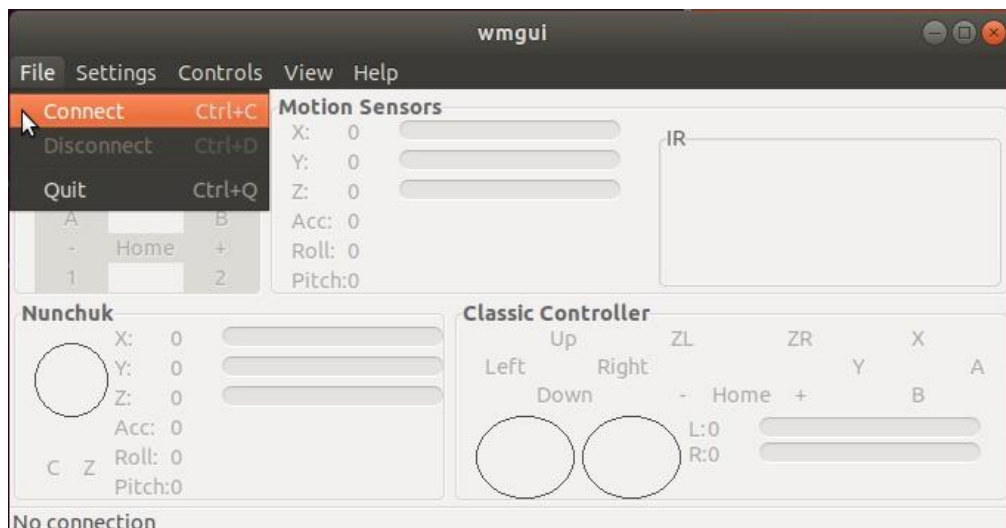 wmgui
File Settings Controls View Help
Connect Ctrl+C
Disconnect Ctrl+D
Quit Ctrl+Q
A B
- Home +
1 2
Motion Sensors
X: 0
Y: 0
Z: 0
Acc: 0
Roll: 0
Pitch:0
IR
Nunchuk
X: 0
Y: 0
Z: 0
Acc: 0
C Z Roll: 0
Pitch:0
Classic Controller
Up ZL ZR X
Left Right Y A
Down - Home + B
L:0
R:0
No connection